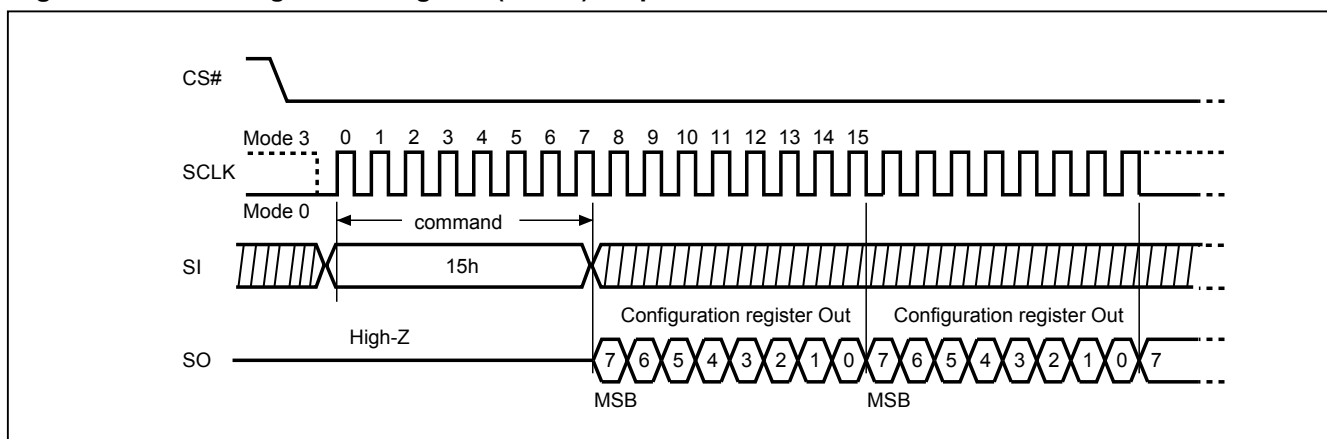 CS#
Mode 3 0 1 2 3 4 5 6 7 8 9 10 11 12 13 14 15
SCLK
Mode 0
command
SI
15h
Configuration register Out Configuration register Out
High-Z
SO
7 6 5 4 3 2 1 0 7 6 5 4 3 2 1 0 7
MSB MSB